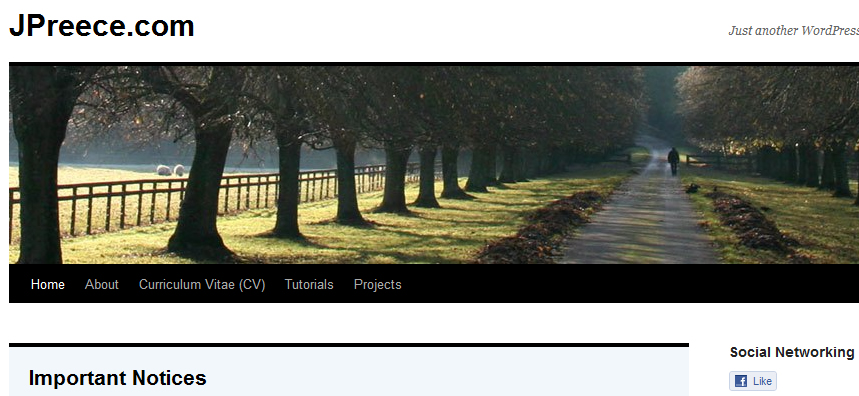 JPreece.com
Just another WordPress
Home About Curriculum Vitae (CV) Tutorials Projects
Important Notices
Social Networking
Like